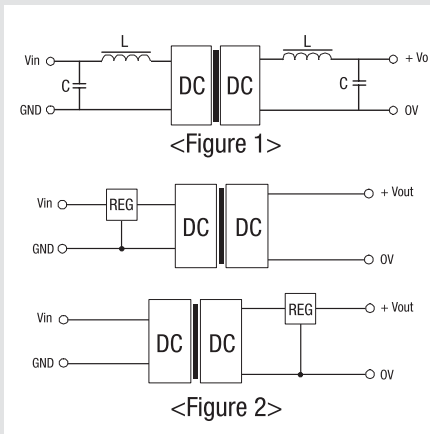 L L
Vin + Vo
C DC DC C
GND 0V
<Figure 1>
Vin REG + Vout
DC DC
GND 0V
REG + Vout
Vin
DC DC
GND
0V
<Figure 2>